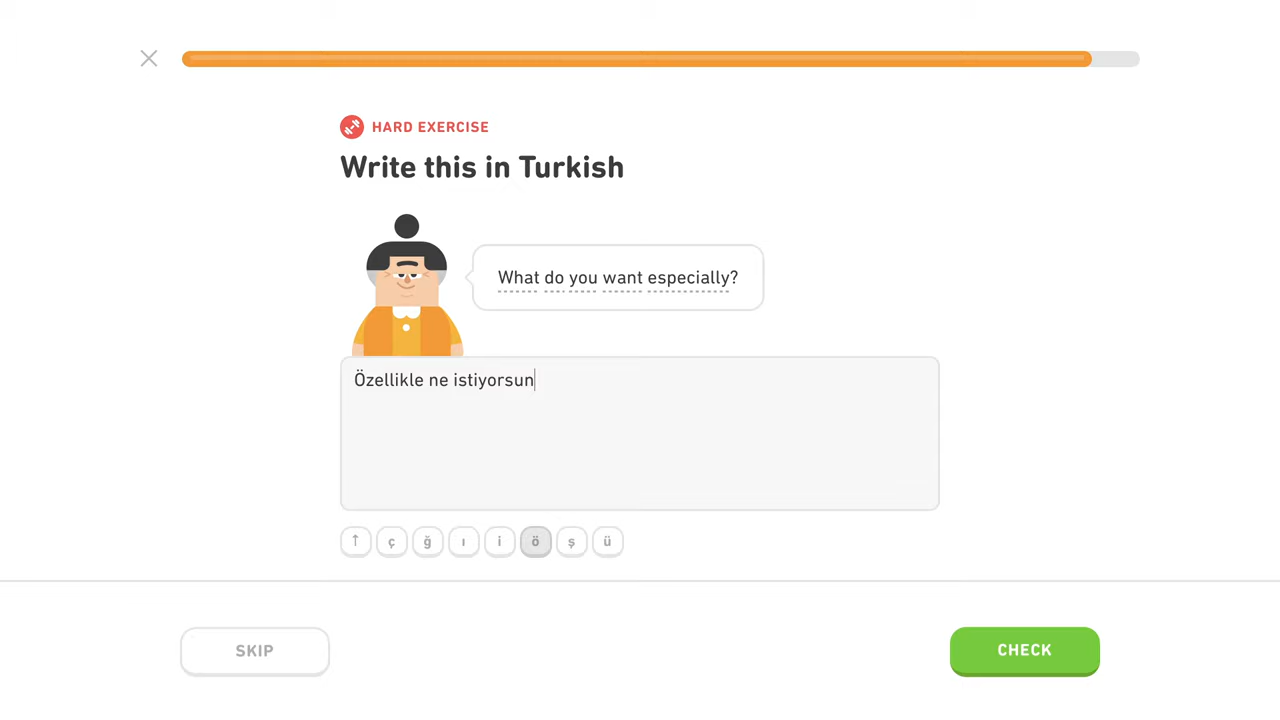 HARD EXERCISE
Write this in Turkish
What do you want especially?
Özellikle ne istiyorsun
↑ ç ğ ı i ö ş ü
SKIP
CHECK